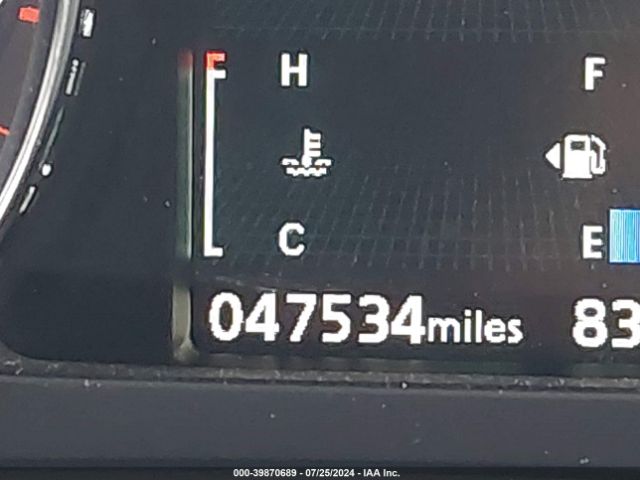 H F
C E
047534miles 83
000-39870689 - 07/25/2024 - IAA Inc.